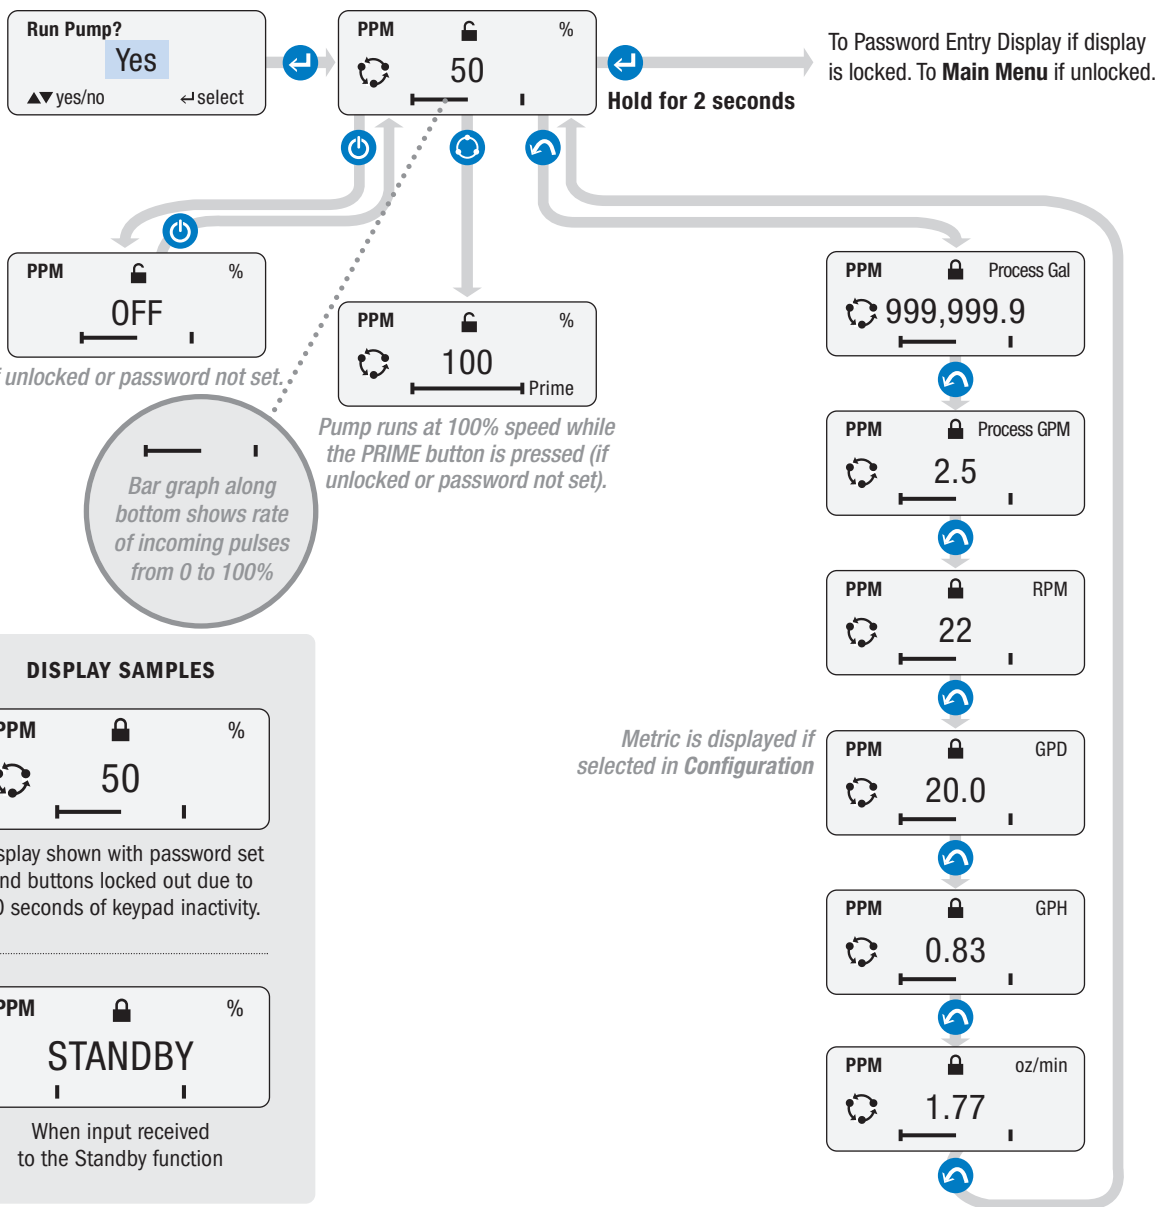 Run Pump?
Yes
▲▼ yes/no ↵ select
PPM %
50
Hold for 2 seconds
To Password Entry Display if display
is locked. To Main Menu if unlocked.
PPM %
OFF
unlocked or password not set.
PPM %
100
Prime
Pump runs at 100% speed while
the PRIME button is pressed (if
unlocked or password not set).
Bar graph along
bottom shows rate
of incoming pulses
from 0 to 100%
PPM Process Gal
999,999.9
PPM Process GPM
2.5
PPM RPM
22
Metric is displayed if
selected in Configuration
PPM GPD
20.0
PPM GPH
0.83
PPM oz/min
1.77
DISPLAY SAMPLES
PPM %
50
splay shown with password set
nd buttons locked out due to
0 seconds of keypad inactivity.
PPM %
STANDBY
When input received
to the Standby function